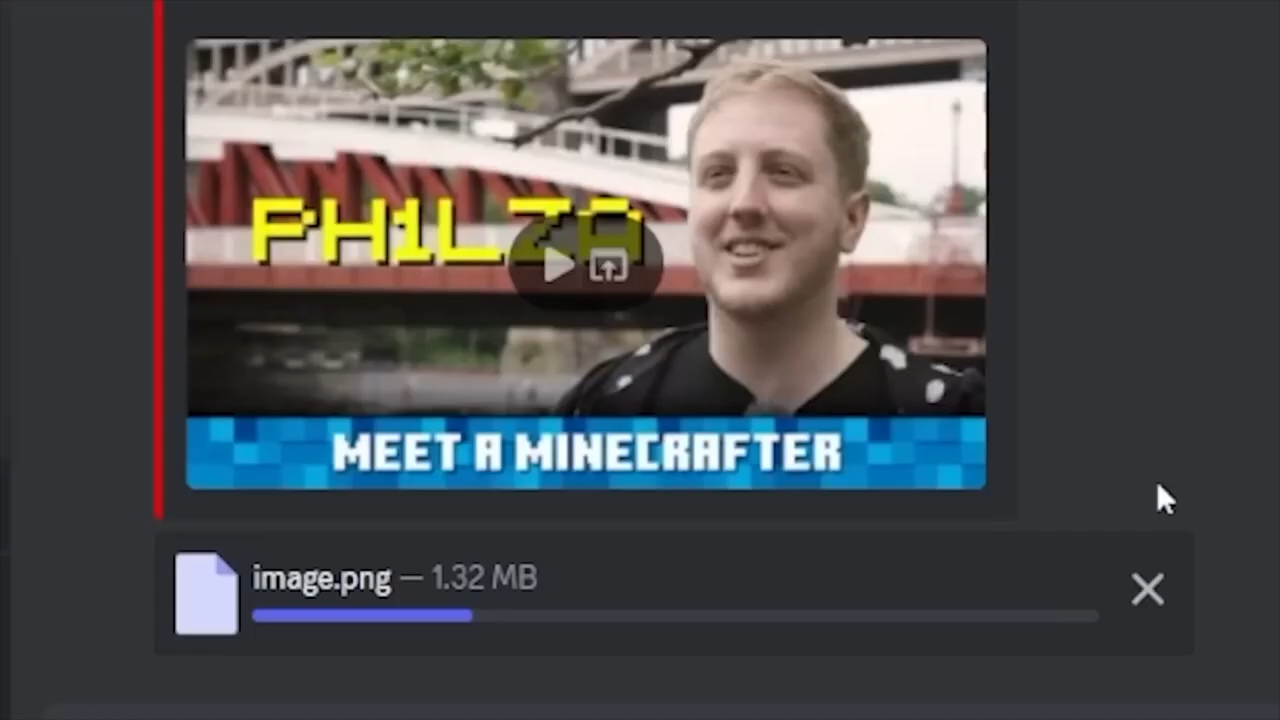 PH1LZA
MEET A MINECRAFTER
image.png — 1.32 MB